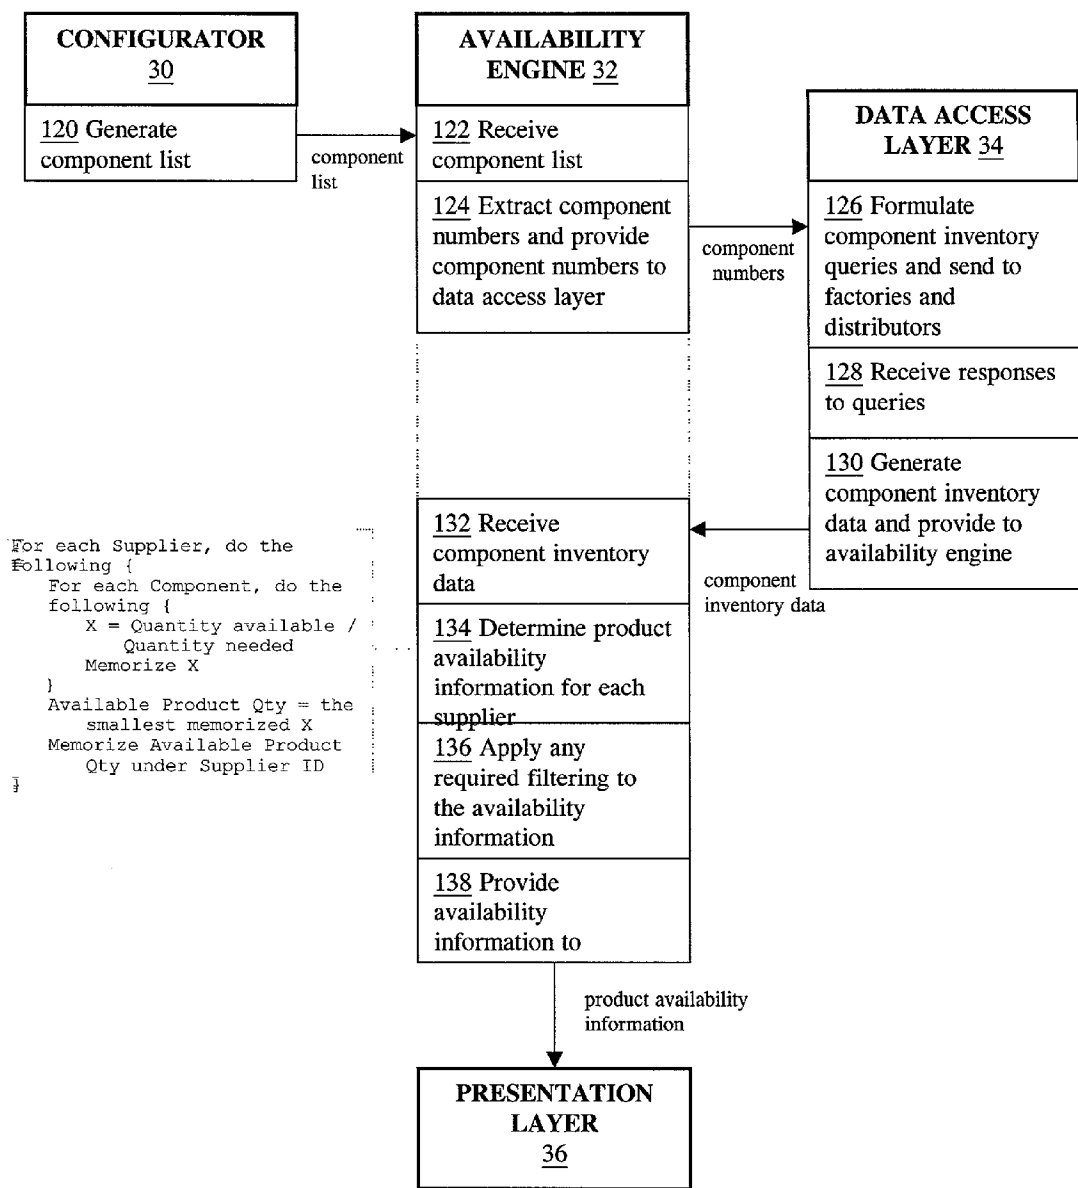 CONFIGURATOR
30
120 Generate
component list
component
list
AVAILABILITY
ENGINE 32
122 Receive
component list
124 Extract component
numbers and provide
component numbers to
data access layer
component
numbers
DATA ACCESS
LAYER 34
126 Formulate
component inventory
queries and send to
factories and
distributors
128 Receive responses
to queries
130 Generate
component inventory
data and provide to
availability engine
component
inventory data
132 Receive
component inventory
data
134 Determine product
availability
information for each
supplier
For each Supplier, do the
following {
For each Component, do the
following {
X = Quantity available /
Quantity needed
Memorize X
}
Available Product Qty = the
smallest memorized X
Memorize Available Product
Qty under Supplier ID
}
136 Apply any
required filtering to
the availability
information
138 Provide
availability
information to
product availability
information
PRESENTATION
LAYER
36